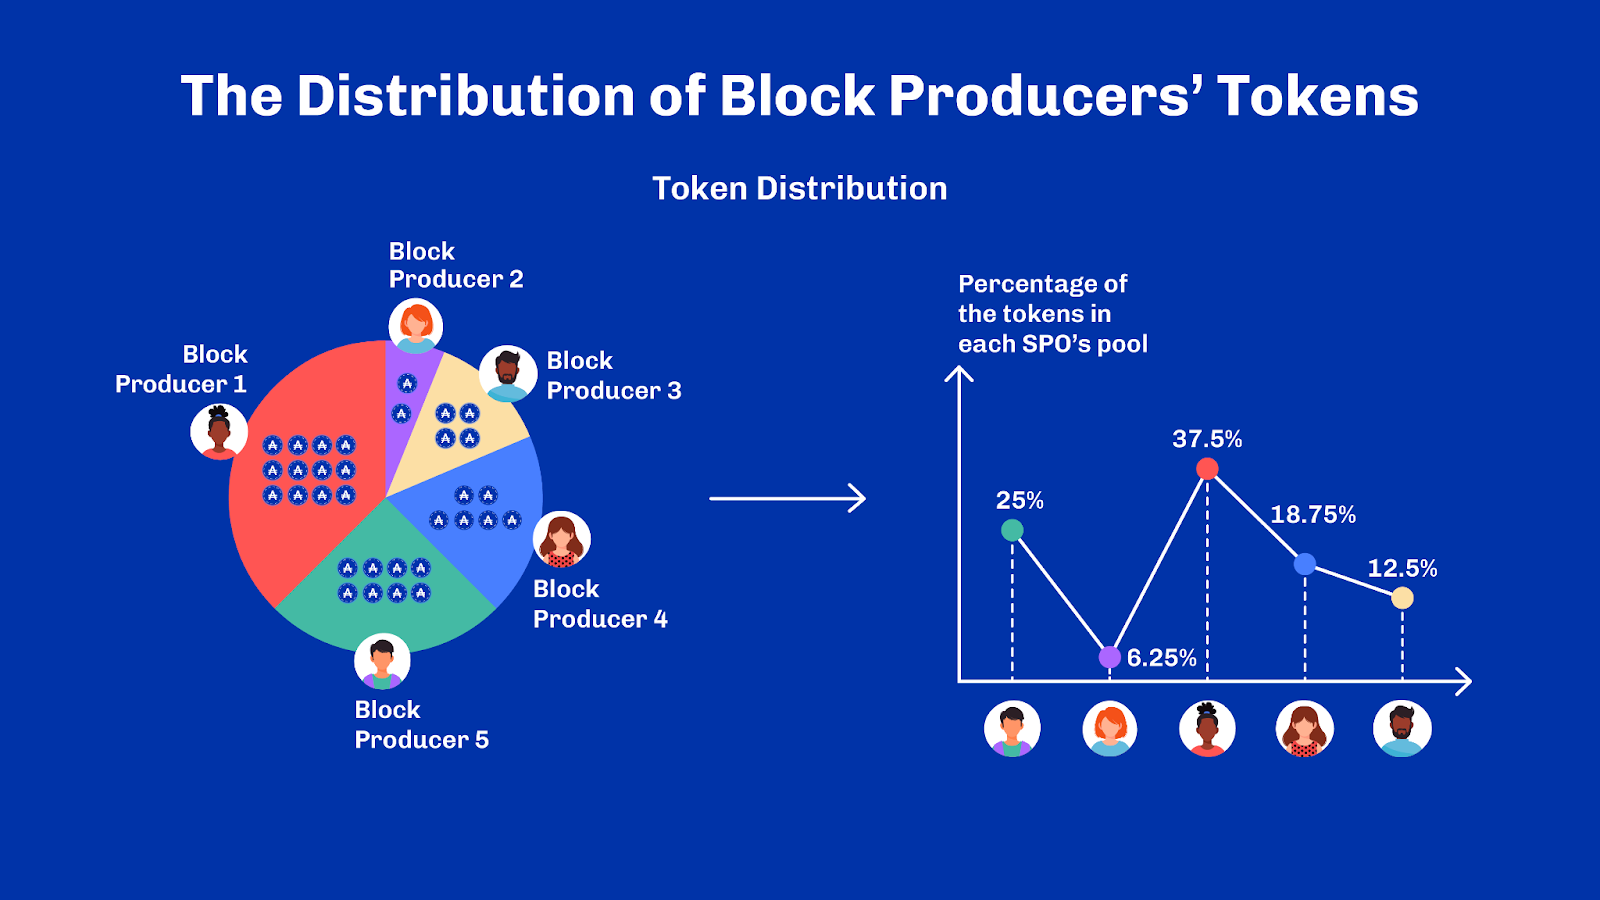 The Distribution of Block Producers’ Tokens
Token Distribution
Block
Producer 2
Block
Producer 1
Block
Producer 3
Block
Producer 4
Block
Producer 5
Percentage of
the tokens in
each SPO’s pool
25%
6.25%
37.5%
18.75%
12.5%